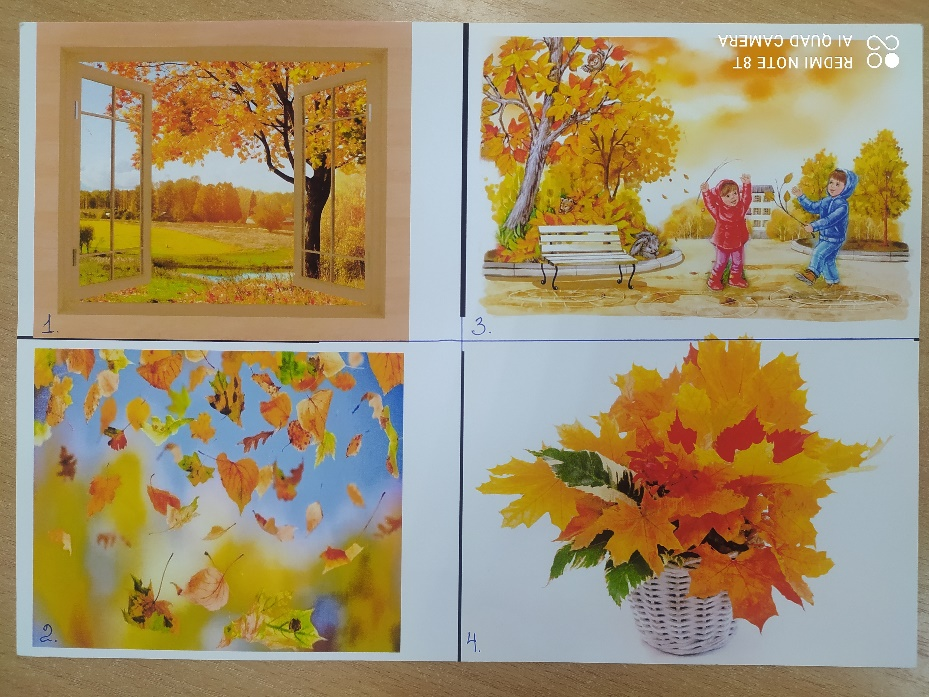 1.
3.
REDMI NOTE 8T
AI QUAD CAMERA
2.
4.